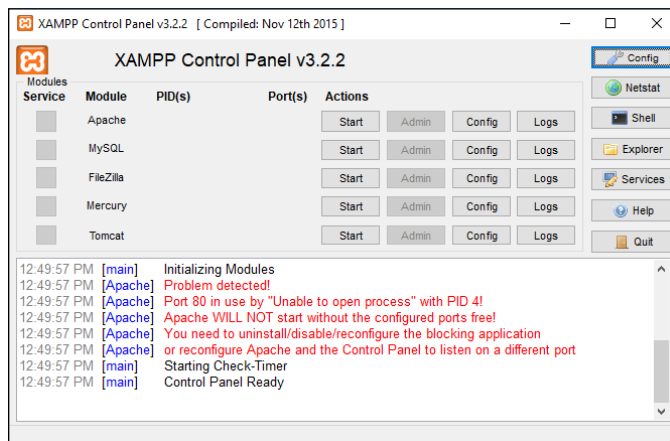 XAMPP Control Panel v3.2.2 [ Compiled: Nov 12th 2015 ]
XAMPP Control Panel v3.2.2
Config
Modules
Service Module PID(s) Port(s) Actions
Netstat
Apache Start Admin Config Logs
Shell
MySQL Start Admin Config Logs
Explorer
FileZilla Start Admin Config Logs
Services
Mercury Start Admin Config Logs
Help
Tomcat Start Admin Config Logs
Quit
12:49:57 PM [main] Initializing Modules
12:49:57 PM [Apache] Problem detected!
12:49:57 PM [Apache] Port 80 in use by "Unable to open process" with PID 4!
12:49:57 PM [Apache] Apache WILL NOT start without the configured ports free!
12:49:57 PM [Apache] You need to uninstall/disable/reconfigure the blocking application
12:49:57 PM [Apache] or reconfigure Apache and the Control Panel to listen on a different port
12:49:57 PM [main] Starting Check-Timer
12:49:57 PM [main] Control Panel Ready